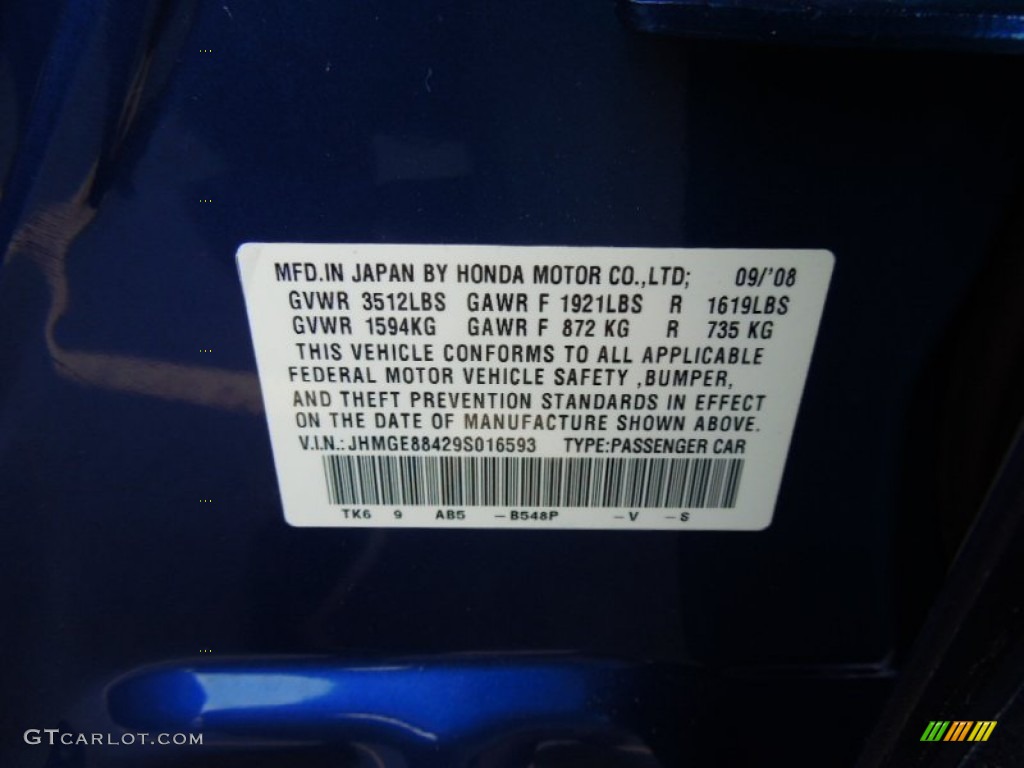 MFD.IN JAPAN BY HONDA MOTOR CO.,LTD; 09/'08
GVWR 3512LBS GAWR F 1921LBS R 1619LBS
GVWR 1594KG GAWR F 872 KG R 735 KG
THIS VEHICLE CONFORMS TO ALL APPLICABLE
FEDERAL MOTOR VEHICLE SAFETY ,BUMPER,
AND THEFT PREVENTION STANDARDS IN EFFECT
ON THE DATE OF MANUFACTURE SHOWN ABOVE.
V.I.N.:JHMGE88429S016593 TYPE:PASSENGER CAR
TK6 9 AB5 -B548P -V -S
GTCARLOT.COM